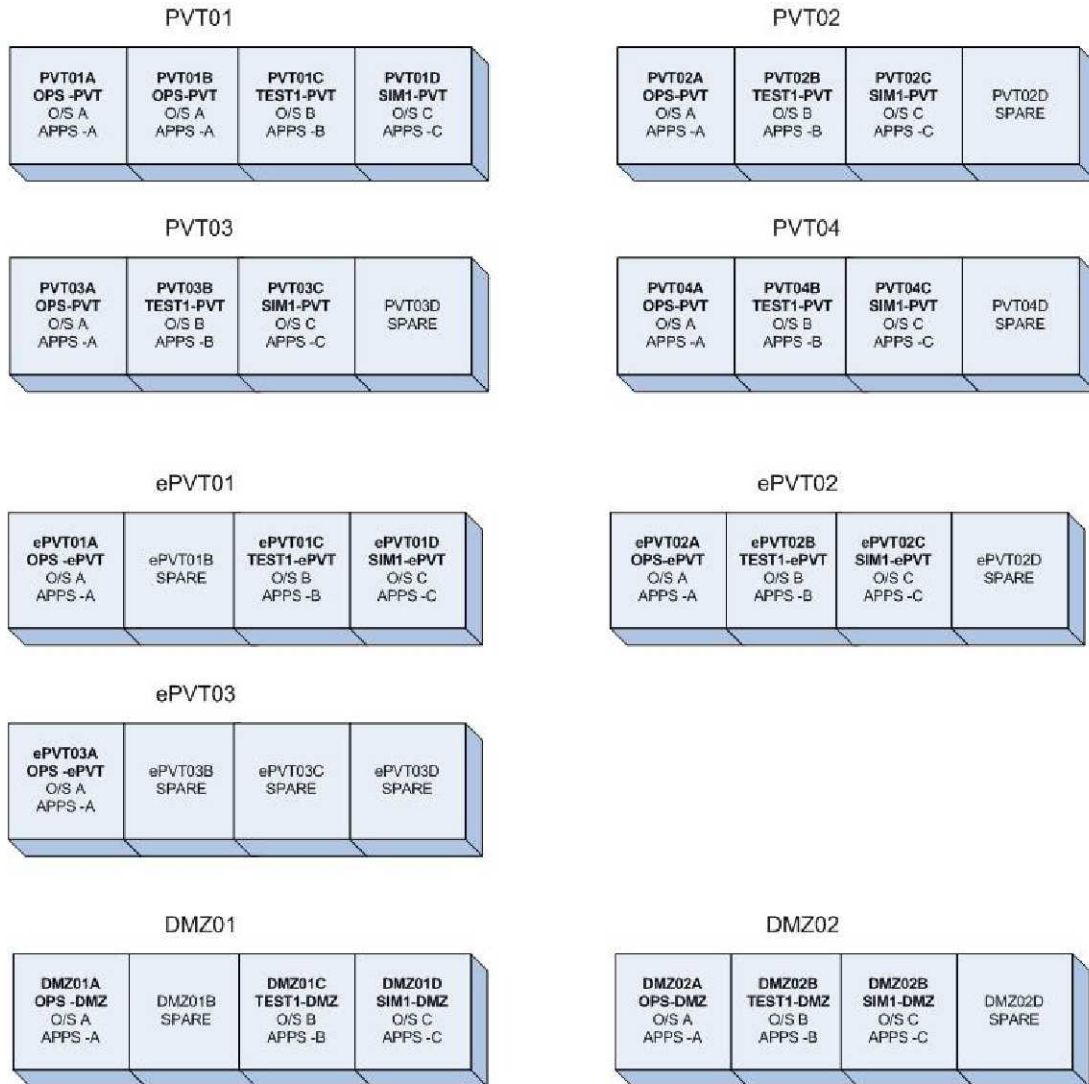 PVT01
PVT01A
OPS -PVT
O/S A
APPS -A
PVT01B
OPS-PVT
O/S A
APPS -A
PVT01C
TEST1-PVT
O/S B
APPS -B
PVT01D
SIM1-PVT
O/S C
APPS -C
PVT02
PVT02A
OPS-PVT
O/S A
APPS -A
PVT02B
TEST1-PVT
O/S B
APPS -B
PVT02C
SIM1-PVT
O/S C
APPS -C
PVT02D
SPARE
PVT03
PVT03A
OPS-PVT
O/S A
APPS -A
PVT03B
TEST1-PVT
O/S B
APPS -B
PVT03C
SIM1-PVT
O/S C
APPS -C
PVT03D
SPARE
PVT04
PVT04A
OPS-PVT
O/S A
APPS -A
PVT04B
TEST1-PVT
O/S B
APPS -B
PVT04C
SIM1-PVT
O/S C
APPS -C
PVT04D
SPARE
ePVT01
ePVT01A
OPS -ePVT
O/S A
APPS -A
ePVT01B
SPARE
ePVT01C
TEST1-ePVT
O/S B
APPS -B
ePVT01D
SIM1-ePVT
O/S C
APPS -C
ePVT02
ePVT02A
OPS-ePVT
O/S A
APPS -A
ePVT02B
TEST1-ePVT
O/S B
APPS -B
ePVT02C
SIM1-ePVT
O/S C
APPS -C
ePVT02D
SPARE
ePVT03
ePVT03A
OPS -ePVT
O/S A
APPS -A
ePVT03B
SPARE
ePVT03C
SPARE
ePVT03D
SPARE
DMZ01
DMZ01A
OPS -DMZ
O/S A
APPS -A
DMZ01B
SPARE
DMZ01C
TEST1-DMZ
O/S B
APPS -B
DMZ01D
SIM1-DMZ
O/S C
APPS -C
DMZ02
DMZ02A
OPS-DMZ
O/S A
APPS -A
DMZ02B
TEST1-DMZ
O/S B
APPS -B
DMZ02B
SIM1-DMZ
O/S C
APPS -C
DMZ02D
SPARE